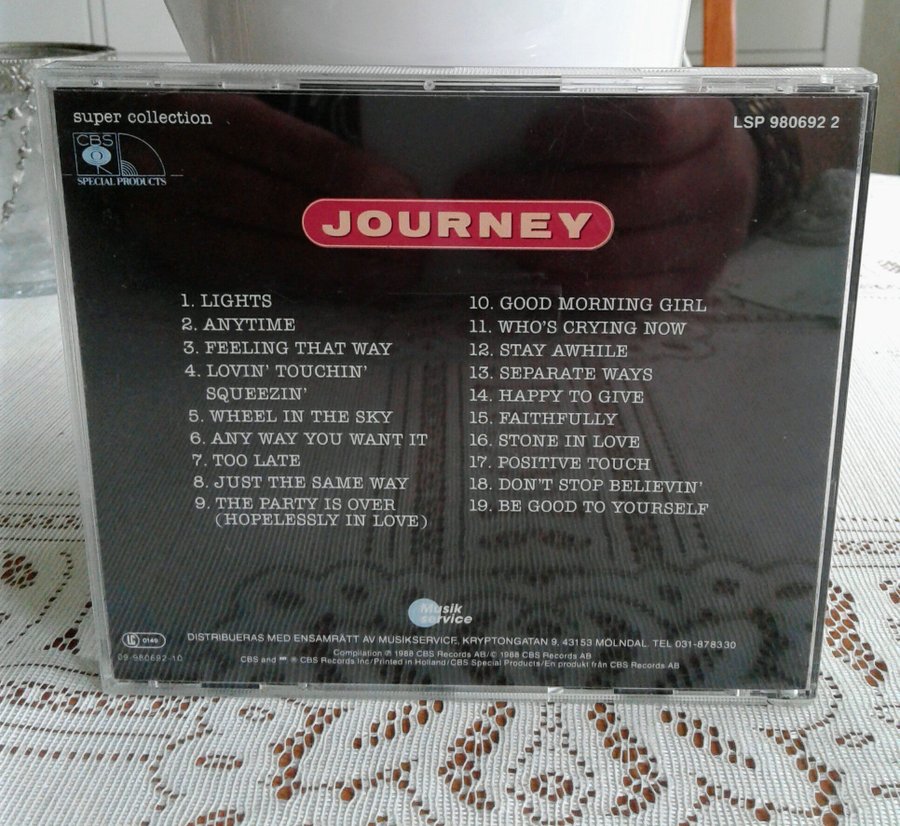 super collection
LSP 980692 2
CBS
SPECIAL PRODUCTS
JOURNEY
1. LIGHTS
2. ANYTIME
3. FEELING THAT WAY
4. LOVIN' TOUCHIN'
SQUEEZIN'
5. WHEEL IN THE SKY
6. ANY WAY YOU WANT IT
7. TOO LATE
8. JUST THE SAME WAY
9. THE PARTY IS OVER
(HOPELESSLY IN LOVE)
10. GOOD MORNING GIRL
11. WHO'S CRYING NOW
12. STAY AWHILE
13. SEPARATE WAYS
14. HAPPY TO GIVE
15. FAITHFULLY
16. STONE IN LOVE
17. POSITIVE TOUCH
18. DON'T STOP BELIEVIN'
19. BE GOOD TO YOURSELF
Musik
service
LC 0149
DISTRIBUERAS MED ENSAMRÄTT AV MUSIKSERVICE, KRYPTONGATAN 9, 43153 MÖLNDAL TEL 031-878330
Compilation ℗ 1988 CBS Records AB/© 1988 CBS Records AB
09-980692-10
CBS and ® CBS Records Inc/Printed in Holland/CBS Special Products/En produkt från CBS Records AB